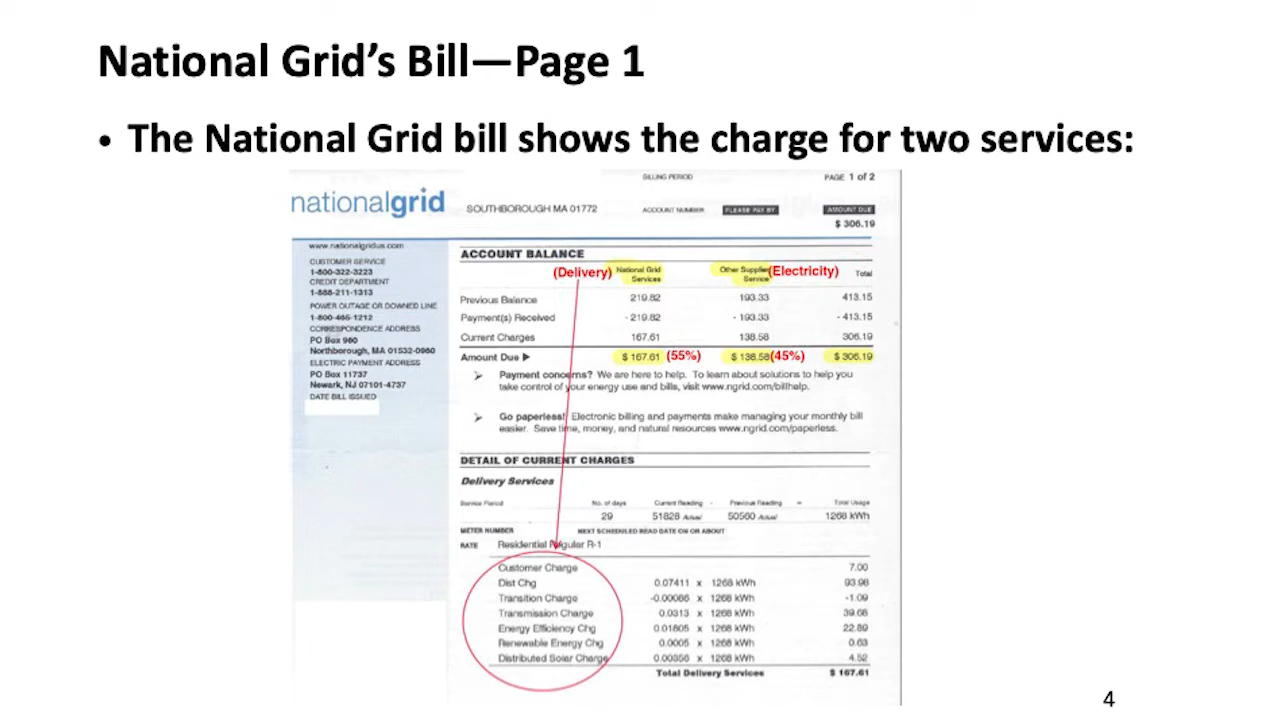 National Grid's Bill—Page 1
• The National Grid bill shows the charge for two services:
BILLING PERIOD PAGE 1 of 2
nationalgrid SOUTHBOROUGH MA 01772 ACCOUNT NUMBER PLEASE PAY BY AMOUNT DUE
$ 306.19
www.nationalgridus.com
CUSTOMER SERVICE
1-800-322-3223
CREDIT DEPARTMENT
1-888-211-1313
POWER OUTAGE OR DOWNED LINE
1-800-465-1212
CORRESPONDENCE ADDRESS
PO Box 960
Northborough, MA 01532-0960
ELECTRIC PAYMENT ADDRESS
PO Box 11737
Newark, NJ 07101-4737
DATE BILL ISSUED
ACCOUNT BALANCE
(Delivery) National Grid Services Other Supplier Service (Electricity) Total
Previous Balance 219.82 193.33 413.15
Payment(s) Received - 219.82 - 193.33 - 413.15
Current Charges 167.61 138.58 306.19
Amount Due ▶ $ 167.61 (55%) $ 138.58 (45%) $ 306.19
➢ Payment concerns? We are here to help. To learn about solutions to help you
take control of your energy use and bills, visit www.ngrid.com/billhelp.
➢ Go paperless! Electronic billing and payments make managing your monthly bill
easier. Save time, money, and natural resources www.ngrid.com/paperless.
DETAIL OF CURRENT CHARGES
Delivery Services
Service Period No. of days Current Reading - Previous Reading = Total Usage
29 51828 Actual 50560 Actual 1268 kWh
METER NUMBER NEXT SCHEDULED READ DATE ON OR ABOUT
RATE Residential Regular R-1
Customer Charge 7.00
Dist Chg 0.07411 x 1268 kWh 93.98
Transition Charge -0.00086 x 1268 kWh -1.09
Transmission Charge 0.0313 x 1268 kWh 39.68
Energy Efficiency Chg 0.01805 x 1268 kWh 22.89
Renewable Energy Chg 0.0005 x 1268 kWh 0.63
Distributed Solar Charge 0.00356 x 1268 kWh 4.52
Total Delivery Services $ 167.61
4